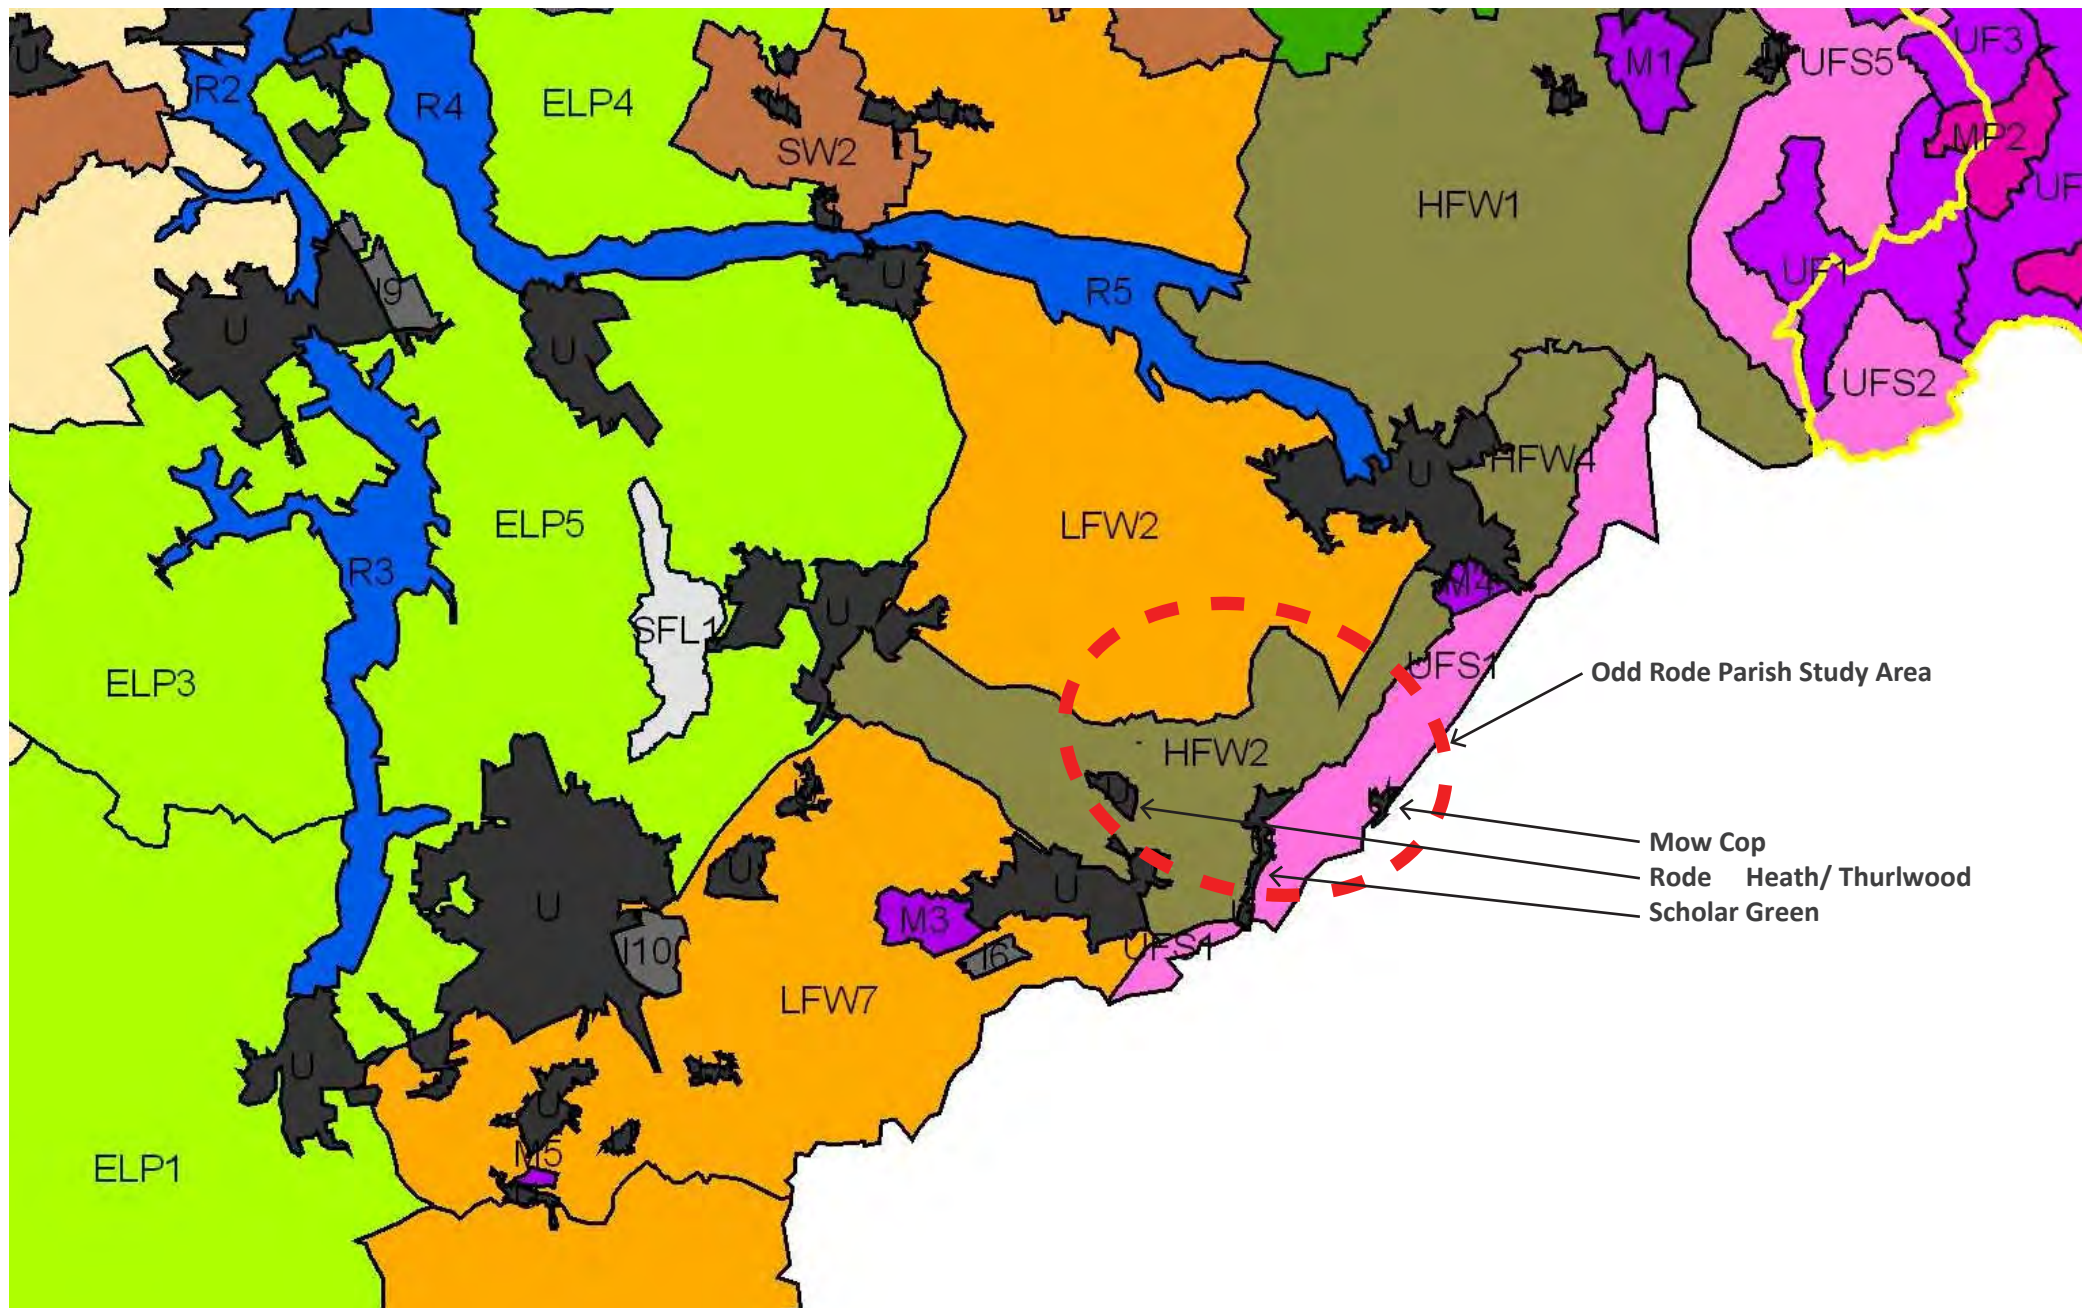 U
R2
R4
ELP4
SW2
M1
UFS5
UF3
MP2
UF
HFW1
UF1
I9
U
U
U
R5
UFS2
HFW4
U
ELP5
LFW2
R3
M4
SFL1
U
ELP3
UFS1
Odd Rode Parish Study Area
HFW2
U
Mow Cop
Rode Heath/ Thurlwood
Scholar Green
U
U
U
M3
I10
I6
UFS1
LFW7
U
U
M5
ELP1